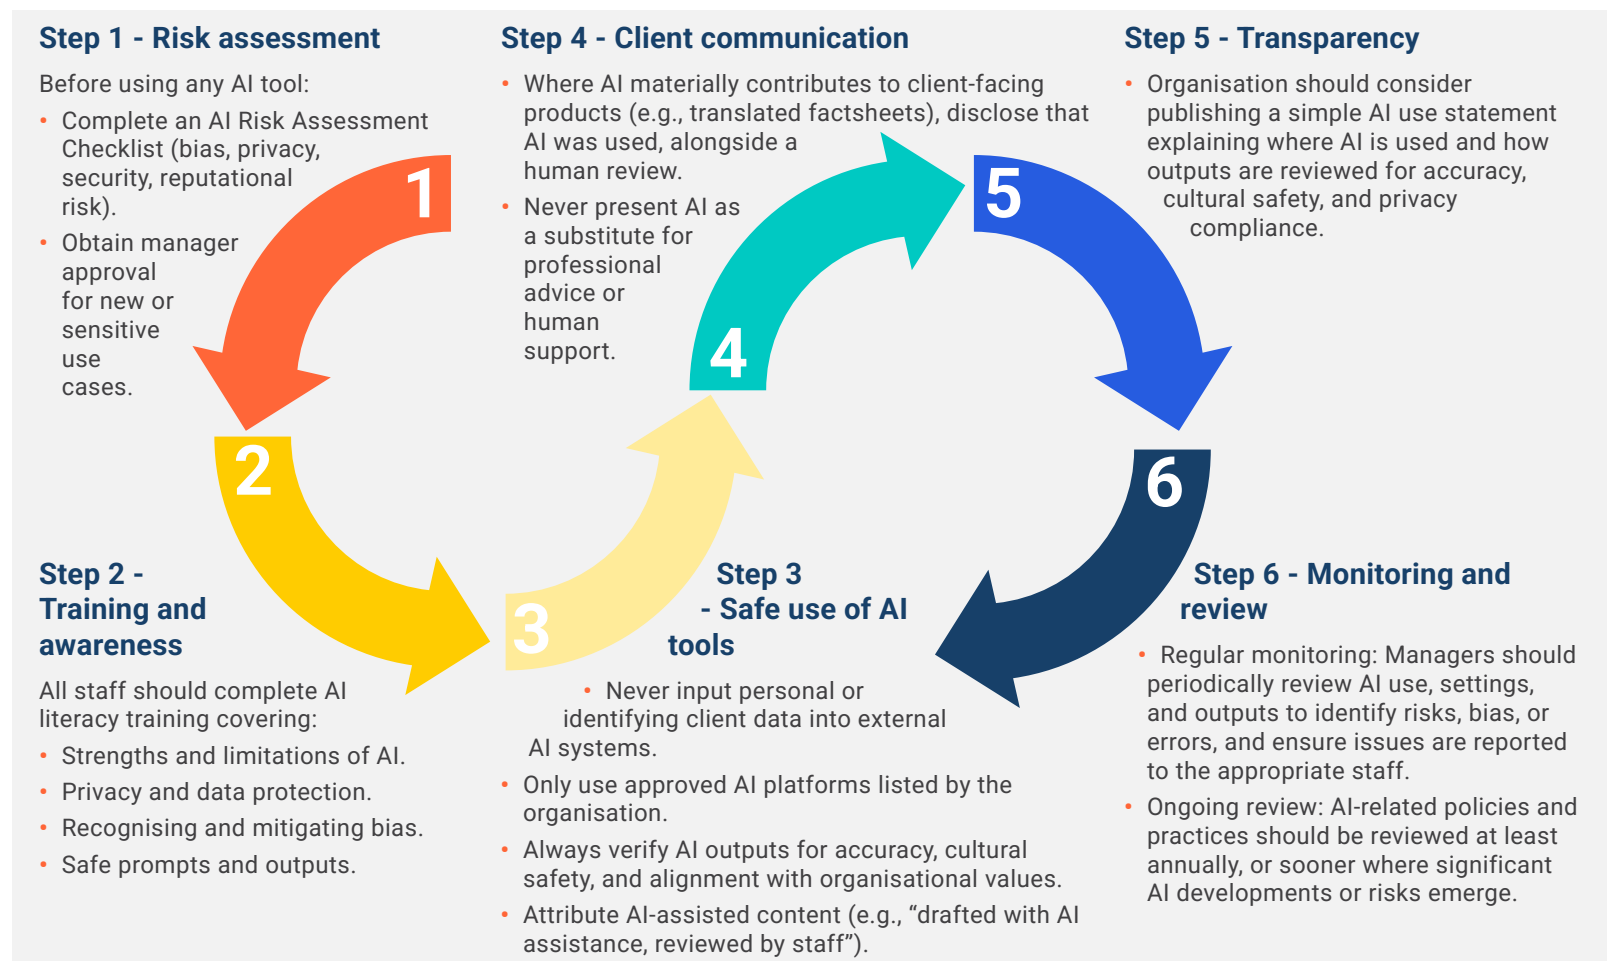 Step 1 - Risk assessment
Before using any AI tool:
• Complete an AI Risk Assessment
Checklist (bias, privacy,
security, reputational
risk).
• Obtain manager
approval
for new or
sensitive
use
cases.
1
2
Step 2 -
Training and
awareness
All staff should complete AI
literacy training covering:
• Strengths and limitations of AI.
• Privacy and data protection.
• Recognising and mitigating bias.
• Safe prompts and outputs.
3
Step 3
- Safe use of AI
tools
• Never input personal or
identifying client data into external
AI systems.
• Only use approved AI platforms listed by the
organisation.
• Always verify AI outputs for accuracy, cultural
safety, and alignment with organisational values.
• Attribute AI-assisted content (e.g., “drafted with AI
assistance, reviewed by staff”).
Step 4 - Client communication
• Where AI materially contributes to client-facing
products (e.g., translated factsheets), disclose that
AI was used, alongside a
human review.
• Never present AI as
a substitute for
professional
advice or
human
support.
4
5
Step 5 - Transparency
• Organisation should consider
publishing a simple AI use statement
explaining where AI is used and how
outputs are reviewed for accuracy,
cultural safety, and privacy
compliance.
6
Step 6 - Monitoring and
review
• Regular monitoring: Managers should
periodically review AI use, settings,
and outputs to identify risks, bias, or
errors, and ensure issues are reported
to the appropriate staff.
• Ongoing review: AI-related policies and
practices should be reviewed at least
annually, or sooner where significant
AI developments or risks emerge.